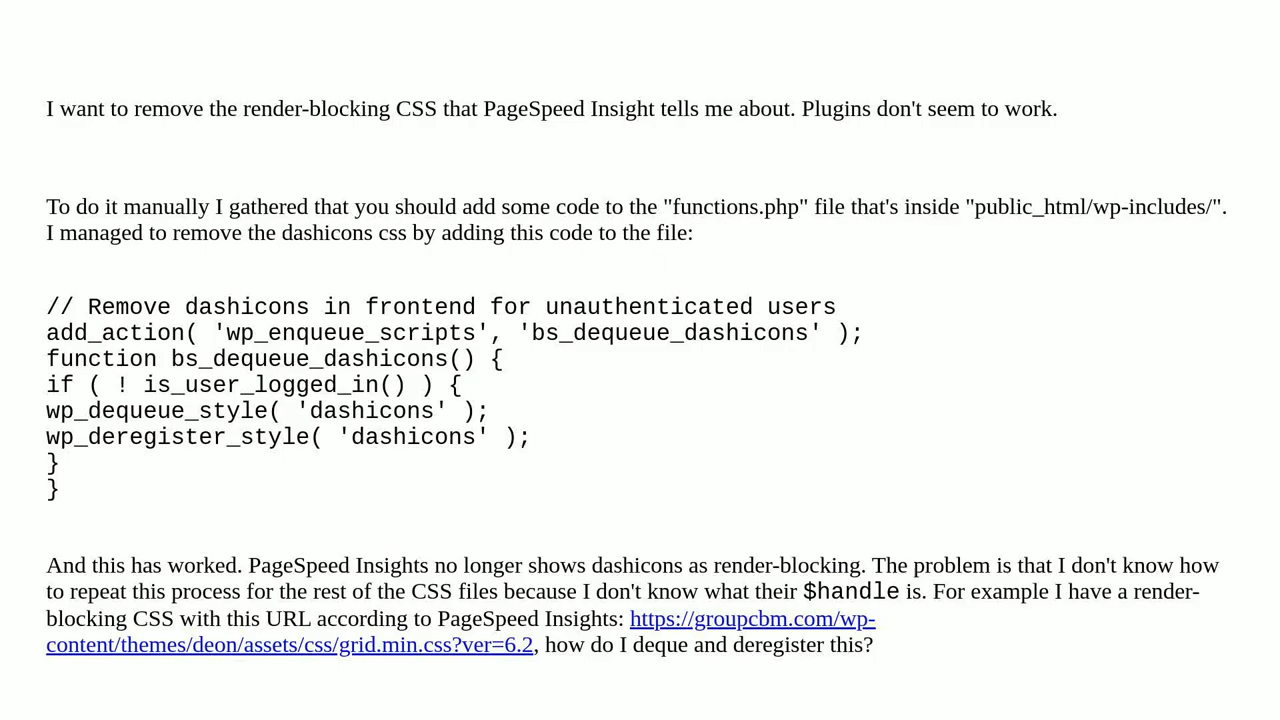 I want to remove the render-blocking CSS that PageSpeed Insight tells me about. Plugins don't seem to work.
To do it manually I gathered that you should add some code to the "functions.php" file that's inside "public_html/wp-includes/".
I managed to remove the dashicons css by adding this code to the file:
// Remove dashicons in frontend for unauthenticated users
add_action( 'wp_enqueue_scripts', 'bs_dequeue_dashicons' );
function bs_dequeue_dashicons() {
if ( ! is_user_logged_in() ) {
wp_dequeue_style( 'dashicons' );
wp_deregister_style( 'dashicons' );
}
}
And this has worked. PageSpeed Insights no longer shows dashicons as render-blocking. The problem is that I don't know how
to repeat this process for the rest of the CSS files because I don't know what their $handle is. For example I have a render-
blocking CSS with this URL according to PageSpeed Insights: https://groupcbm.com/wp-
content/themes/deon/assets/css/grid.min.css?ver=6.2, how do I deque and deregister this?